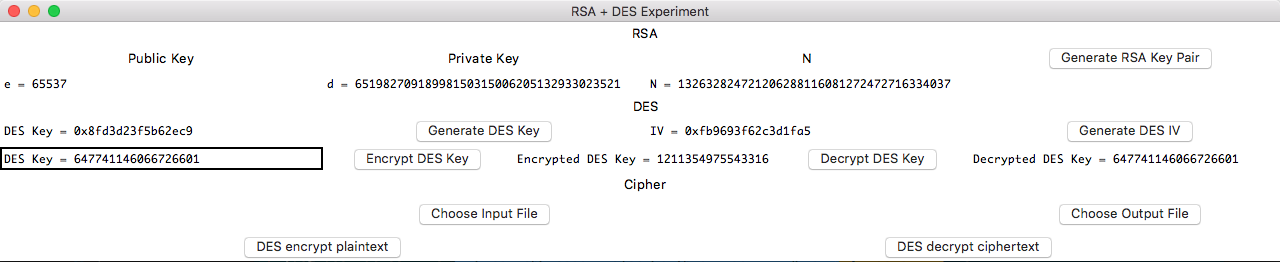 RSA + DES Experiment
RSA
Public Key Private Key N Generate RSA Key Pair
e = 65537 d = 65198270918998150315006205132933023521 N = 132632824721206288116081272472716334037
DES
DES Key = 0x8fd3d23f5b62ec9 Generate DES Key IV = 0xfb9693f62c3d1fa5 Generate DES IV
DES Key = 647741146066726601 Encrypt DES Key Encrypted DES Key = 1211354975543316 Decrypt DES Key Decrypted DES Key = 647741146066726601
Cipher
Choose Input File Choose Output File
DES encrypt plaintext DES decrypt ciphertext